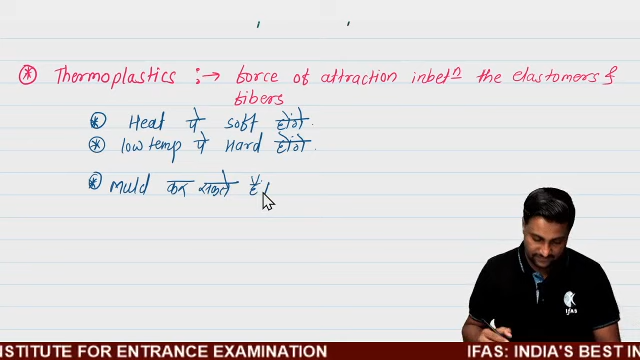 * Thermoplastics :→ force of attraction inbetn the elastomers &
fibers
* Heat पे soft होंगे
* low temp पे Hard होंगे.
* Muld कर सकते है।
IFAS
INSTITUTE FOR ENTRANCE EXAMINATION IFAS: INDIA'S BEST IN